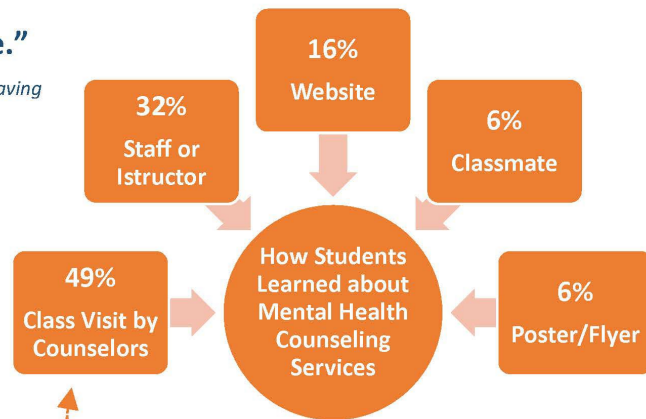 e.”
aving
16%
Website
32%
Staff or
Istructor
6%
Classmate
49%
Class Visit by
Counselors
How Students
Learned about
Mental Health
Counseling
Services
6%
Poster/Flyer